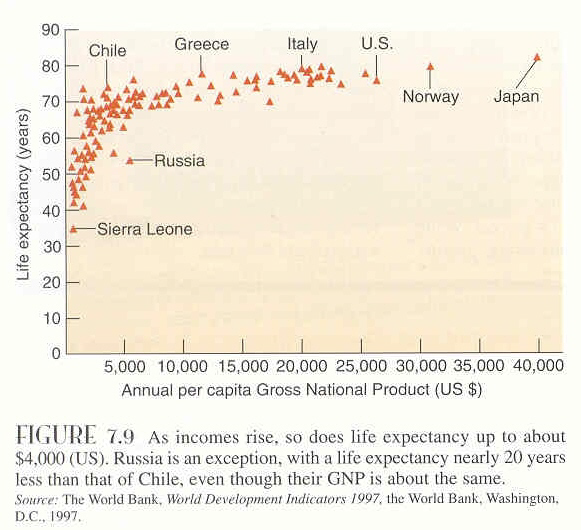 90
80
70
60
50
40
30
20
10
0
Life expectancy (years)
Chile
Greece
Italy
U.S.
Norway
Japan
Russia
Sierra Leone
5,000 10,000 15,000 20,000 25,000 30,000 35,000 40,000
Annual per capita Gross National Product (US $)
FIGURE 7.9 As incomes rise, so does life expectancy up to about
$4,000 (US). Russia is an exception, with a life expectancy nearly 20 years
less than that of Chile, even though their GNP is about the same.
Source: The World Bank, World Development Indicators 1997, the World Bank, Washington,
D.C., 1997.